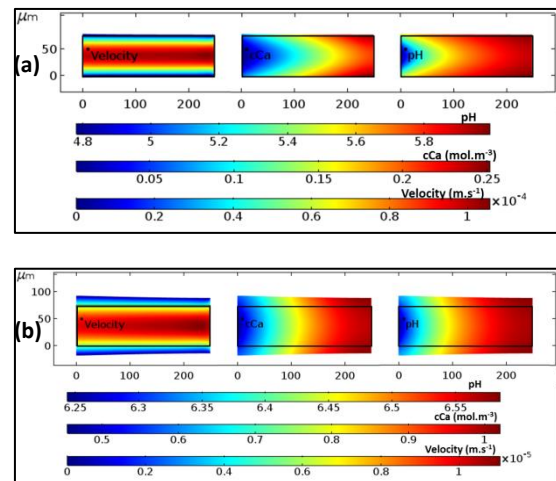 μm
50
0
(a)
Velocity
cCa
pH
0 100 200 0 100 200 0 100 200
pH
4.8 5 5.2 5.4 5.6 5.8
cCa (mol.m⁻³)
0.05 0.1 0.15 0.2 0.25
Velocity (m.s⁻¹)
×10⁻⁴
0 0.2 0.4 0.6 0.8 1
μm
100
50
0
(b)
Velocity
cCa
pH
0 100 200 0 100 200 0 100 200
pH
6.25 6.3 6.35 6.4 6.45 6.5 6.55
cCa (mol.m⁻³)
0.5 0.6 0.7 0.8 0.9 1
Velocity (m.s⁻¹)
×10⁻⁵
0 0.2 0.4 0.6 0.8 1